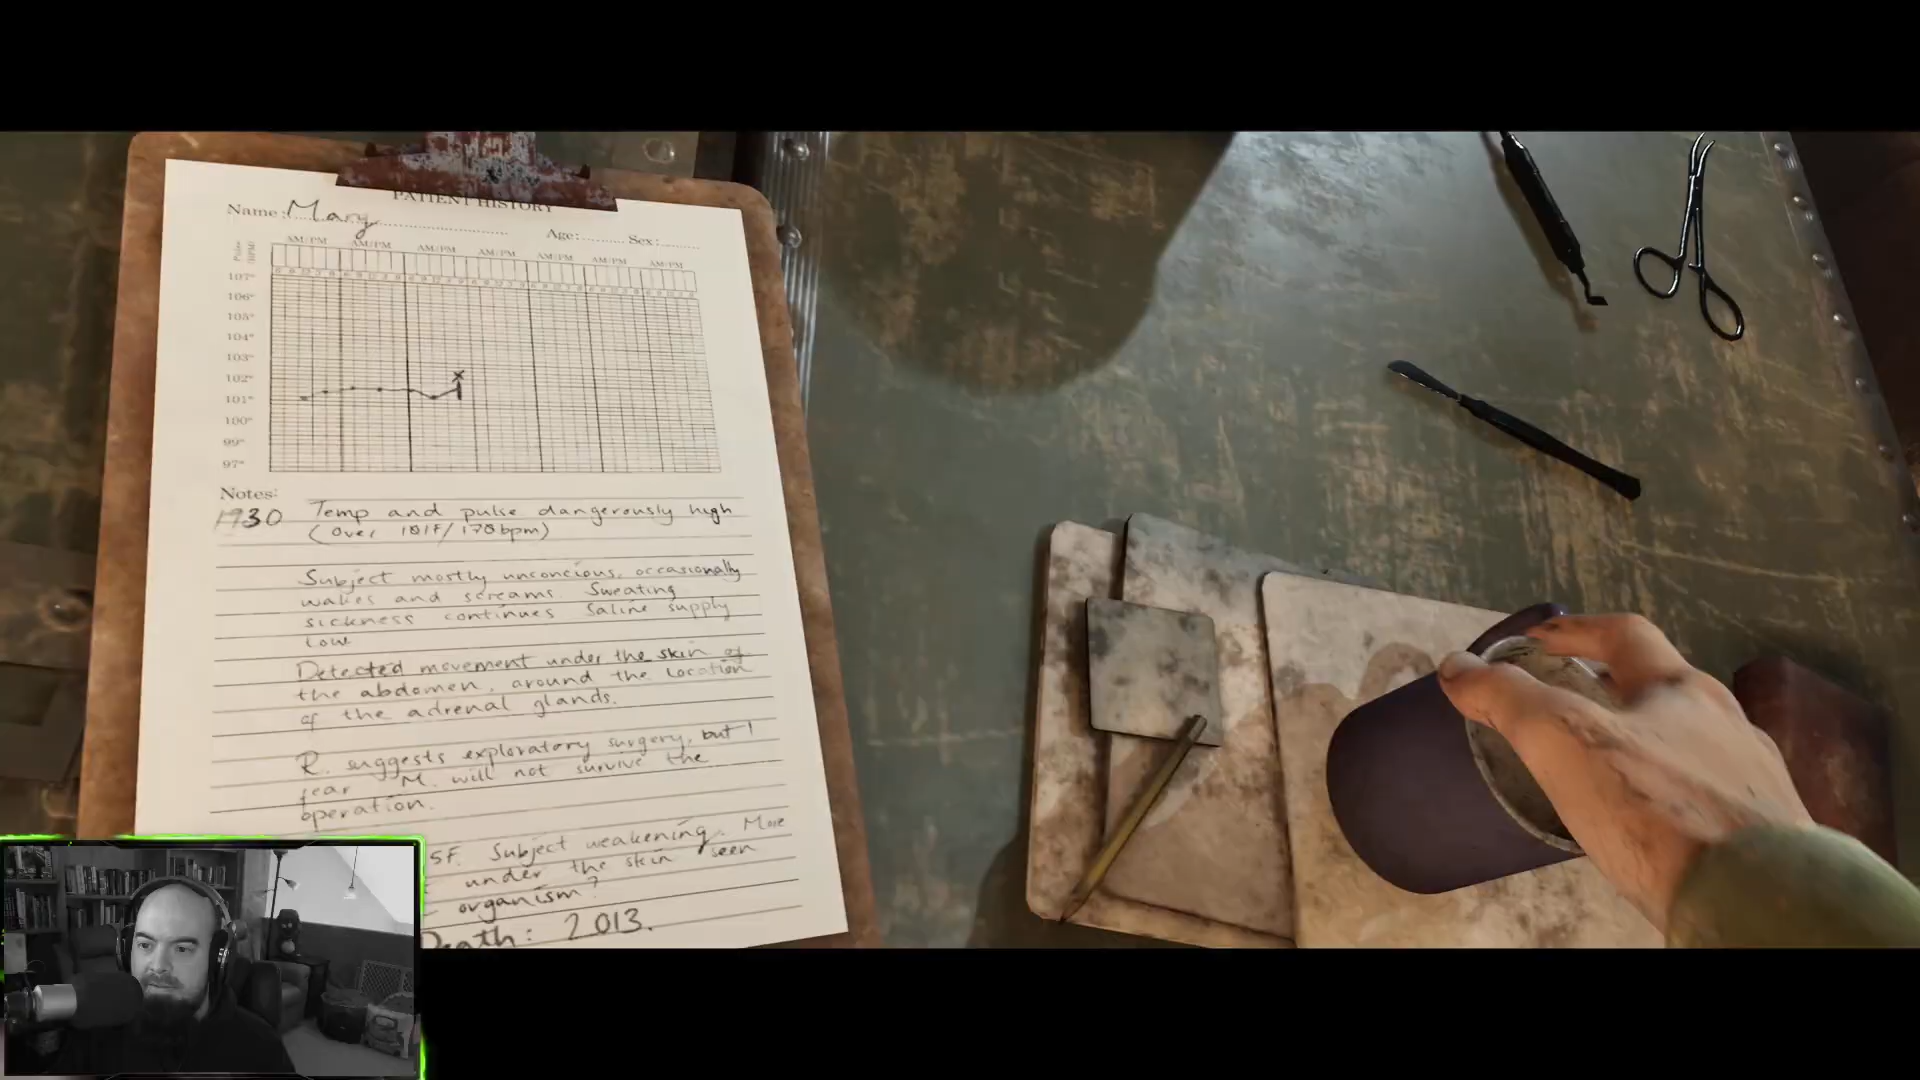 PATIENT HISTORY
Name: Mary
Age: Sex:
AM/PM AM/PM AM/PM AM/PM AM/PM AM/PM AM/PM
107°
106°
105°
104°
103°
102°
101°
100°
99°
97°
Notes:
1930 Temp and pulse dangerously high
(Over 101F/170bpm)
Subject mostly unconcious, occasionally
wakes and screams. Sweating
sickness continues Saline supply
low
Detected movement under the skin of
the abdomen, around the location
of the adrenal glands.
R. suggests exploratory surgery, but I
fear M. will not survive the
operation.
5F. Subject weakening. More
under the skin seen
organism?
Death: 2013.